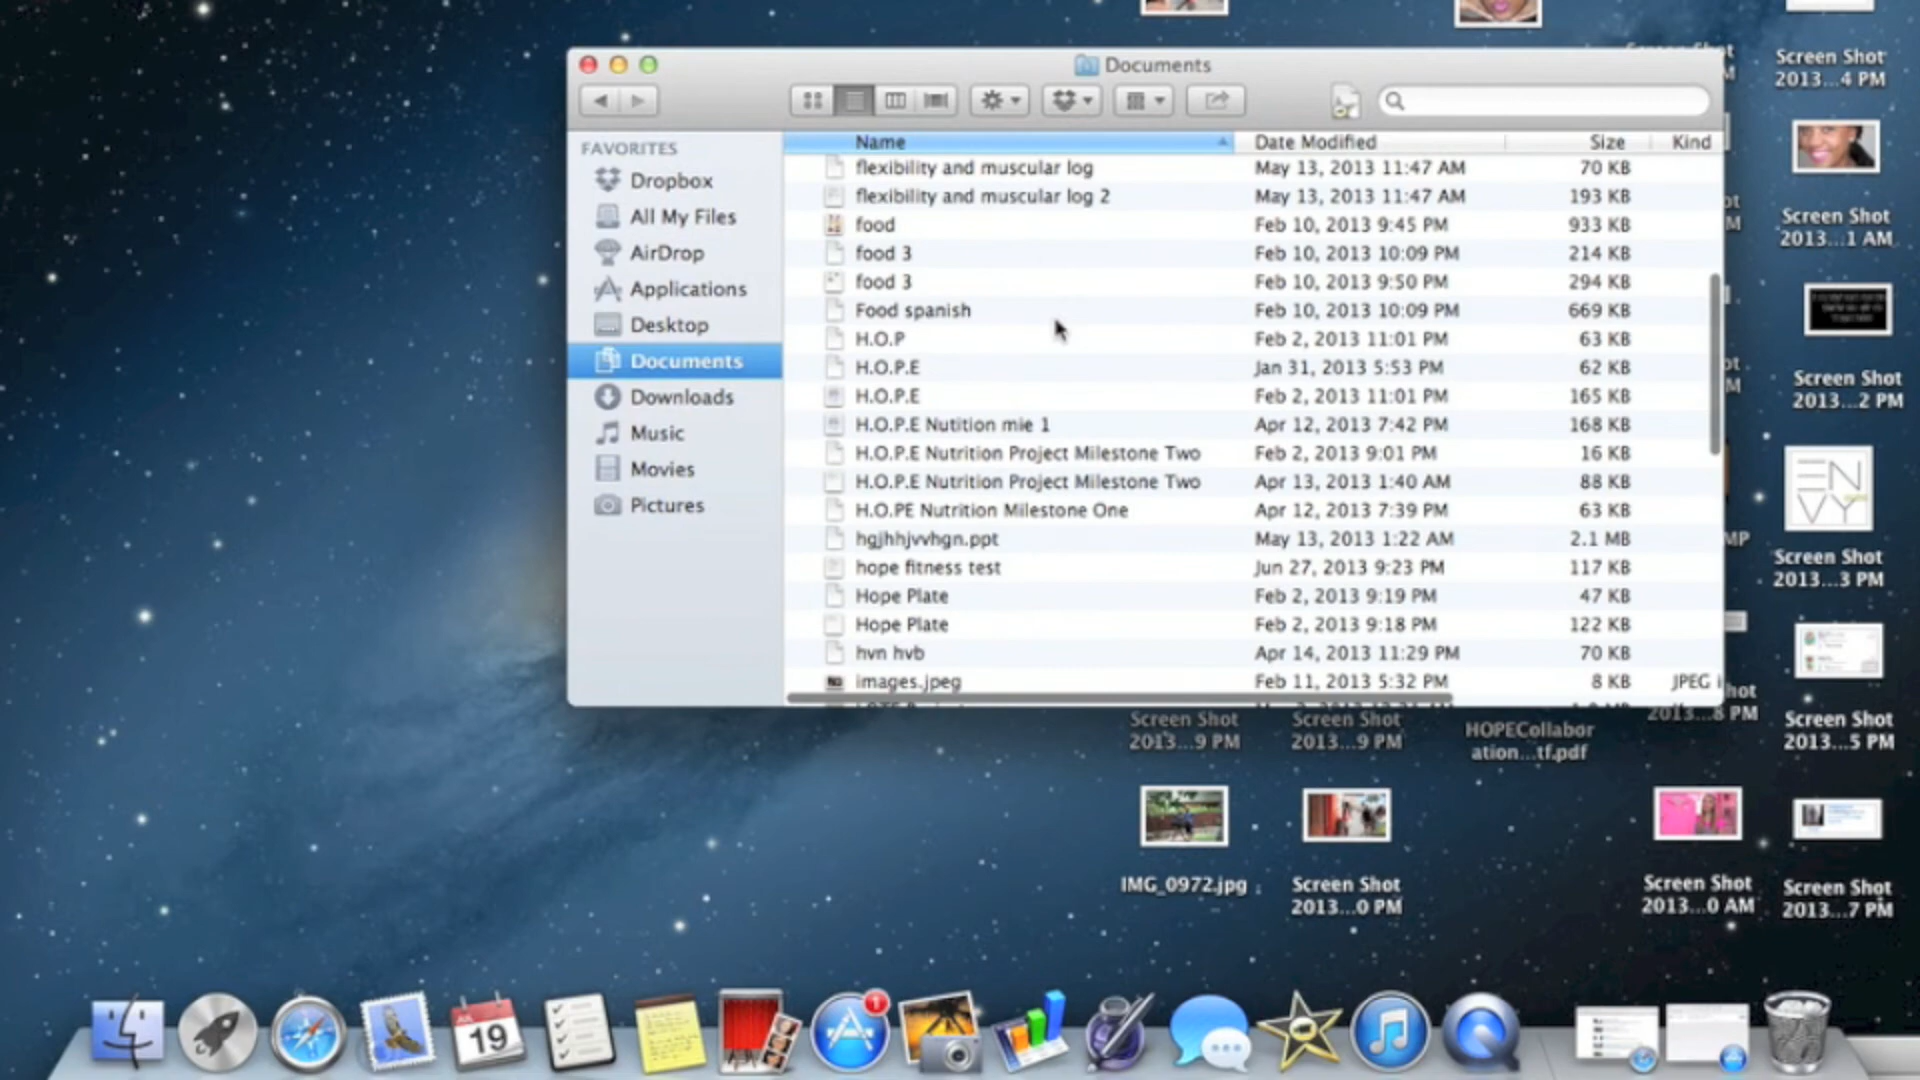 Screen Shot
2013...4 PM
Documents
FAVORITES
Dropbox
All My Files
AirDrop
Applications
Desktop
Documents
Downloads
Music
Movies
Pictures
Name Date Modified Size Kind
flexibility and muscular log May 13, 2013 11:47 AM 70 KB
flexibility and muscular log 2 May 13, 2013 11:47 AM 193 KB
food Feb 10, 2013 9:45 PM 933 KB
food 3 Feb 10, 2013 10:09 PM 214 KB
food 3 Feb 10, 2013 9:50 PM 294 KB
Food spanish Feb 10, 2013 10:09 PM 669 KB
H.O.P Feb 2, 2013 11:01 PM 63 KB
H.O.P.E Jan 31, 2013 5:53 PM 62 KB
H.O.P.E Feb 2, 2013 11:01 PM 165 KB
H.O.P.E Nutition mie 1 Apr 12, 2013 7:42 PM 168 KB
H.O.P.E Nutrition Project Milestone Two Feb 2, 2013 9:01 PM 16 KB
H.O.P.E Nutrition Project Milestone Two Apr 13, 2013 1:40 AM 88 KB
H.O.PE Nutrition Milestone One Apr 12, 2013 7:39 PM 63 KB
hgjhhjvvhgn.ppt May 13, 2013 1:22 AM 2.1 MB
hope fitness test Jun 27, 2013 9:23 PM 117 KB
Hope Plate Feb 2, 2013 9:19 PM 47 KB
Hope Plate Feb 2, 2013 9:18 PM 122 KB
hvn hvb Apr 14, 2013 11:29 PM 70 KB
images.jpeg Feb 11, 2013 5:32 PM 8 KB JPEG i
Screen Shot
2013...1 AM
Screen Shot
2013...2 PM
ENVY
Screen Shot
2013...3 PM
Screen Shot
2013...9 PM
Screen Shot
2013...9 PM
HOPECollabor
ation...tf.pdf
hot
2013...8 PM
Screen Shot
2013...5 PM
IMG_0972.jpg
Screen Shot
2013...0 PM
Screen Shot
2013...0 AM
Screen Shot
2013...7 PM
JUL
19
1